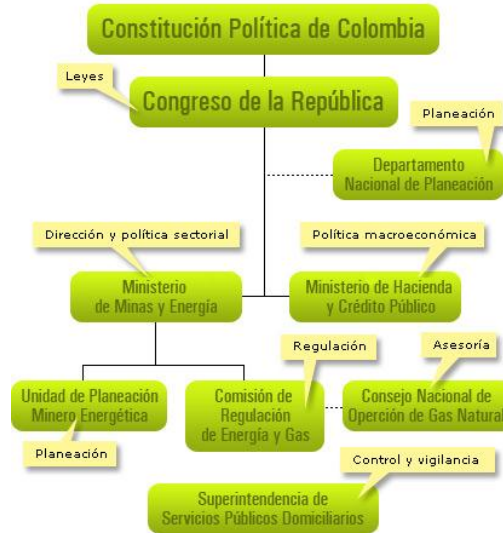 Constitución Política de Colombia
Leyes
Congreso de la República
Planeación
Departamento
Nacional de Planeación
Dirección y política sectorial
Política macroeconómica
Ministerio
de Minas y Energía
Ministerio de Hacienda
y Crédito Público
Regulación
Asesoría
Unidad de Planeación
Minero Energética
Comisión de
Regulación
de Energía y Gas
Consejo Nacional de
Operción de Gas Natural
Planeación
Control y vigilancia
Superintendencia de
Servicios Públicos Domiciliarios